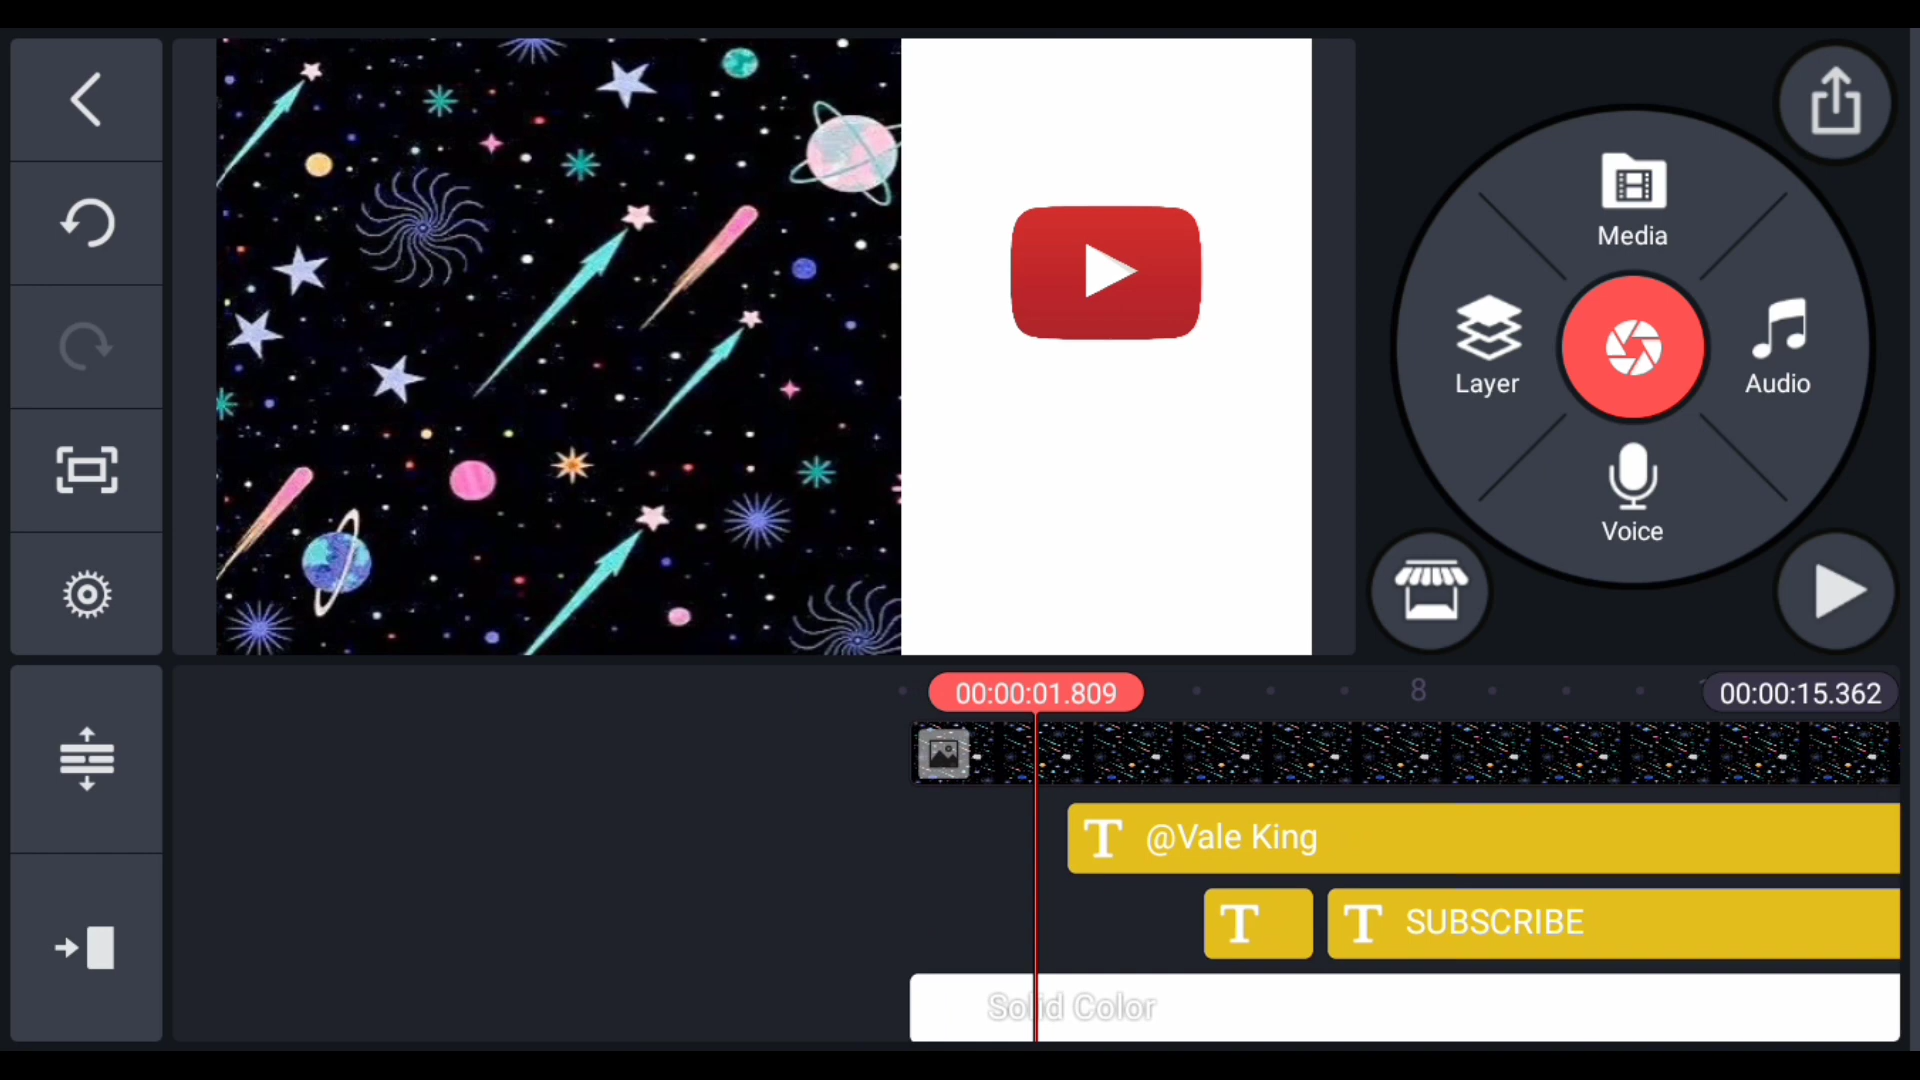 Media
Layer
Audio
Voice
00:00:01.809
8
00:00:15.362
@Vale King
T
T
T SUBSCRIBE
Solid Color